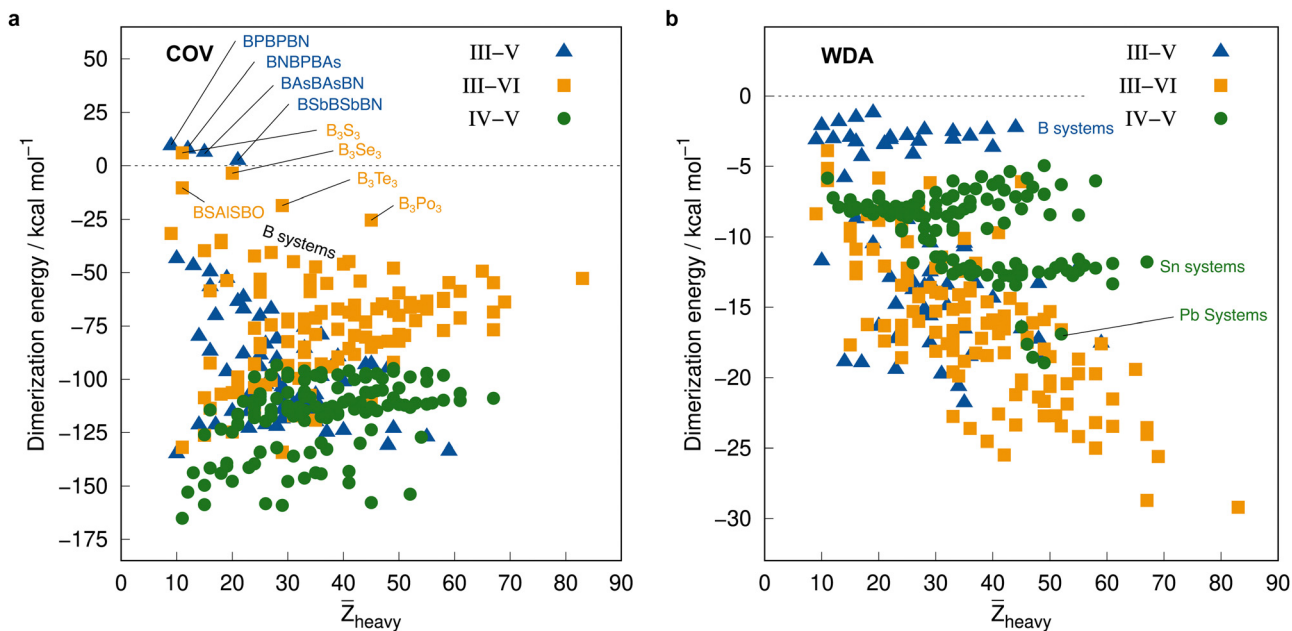 a
COV
BPBPBN
BNBPBAs
BAsBAsBN
BSbBSbBN
B₃S₃
B₃Se₃
B₃Te₃
B₃Po₃
BSAlSBO
B systems
III–V
III–VI
IV–V
Dimerization energy / kcal mol⁻¹
50
25
0
−25
−50
−75
−100
−125
−150
−175
0 10 20 30 40 50 60 70 80 90
Z̅heavy
b
WDA
III–V
III–VI
IV–V
B systems
Sn systems
Pb Systems
Dimerization energy / kcal mol⁻¹
0
−5
−10
−15
−20
−25
−30
0 10 20 30 40 50 60 70 80 90
Z̅heavy